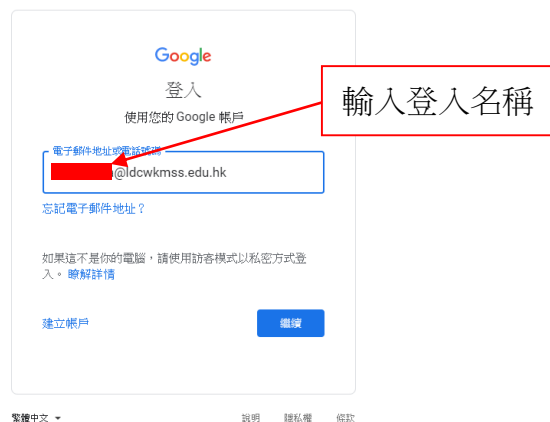 Google
登入
使用您的 Google 帳戶
輸入登入名稱
電子郵件地址或電話號碼
@ldcwkmss.edu.hk
忘記電子郵件地址？
如果這不是你的電腦，請使用訪客模式以私密方式登
入。瞭解詳情
建立帳戶
繼續
繁體中文
說明 隱私權 條款